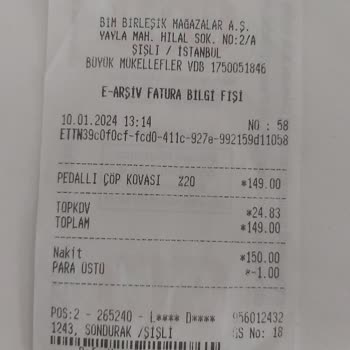 BİM BİRLEŞİK MAĞAZALAR A.Ş.
YAYLA MAH. HİLAL SOK. NO:2/A
ŞİŞLİ / İSTANBUL
BÜYÜK MÜKELLEFLER VDB 1750051846
E-ARŞİV FATURA BİLGİ FİŞİ
10.01.2024 13:14 NO : 58
ETTN39c0f0cf-fcd0-411c-927e-992159d11058
PEDALLI ÇÖP KOVASI %20 *149.00
TOPKDV *24.83
TOPLAM *149.00
Nakit *150.00
PARA ÜSTÜ *-1.00
POS:2 - 265240 - L**** D**** 956012432
1243, SONDURAK /ŞİŞLİ SS No: 18